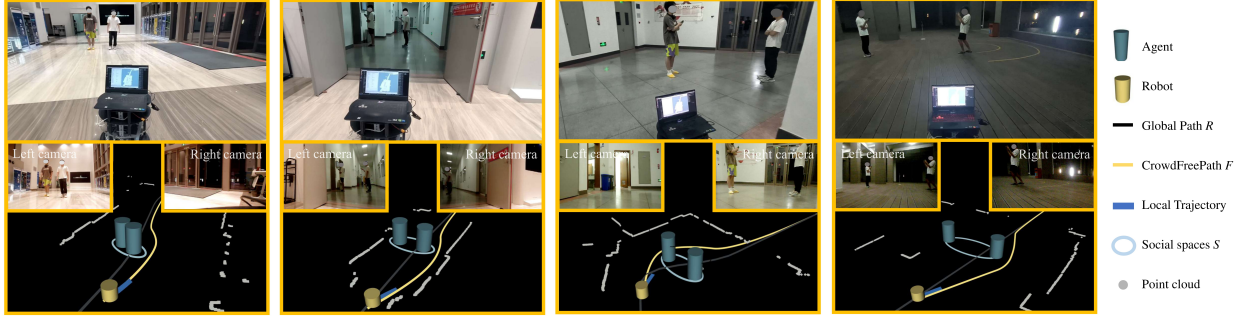 Left camera
Right camera
Left camera
Right camera
Left camera
Right camera
Left camera
Right camera
Agent
Robot
Global Path R
CrowdFreePath F
Local Trajectory
Social spaces S
Point cloud